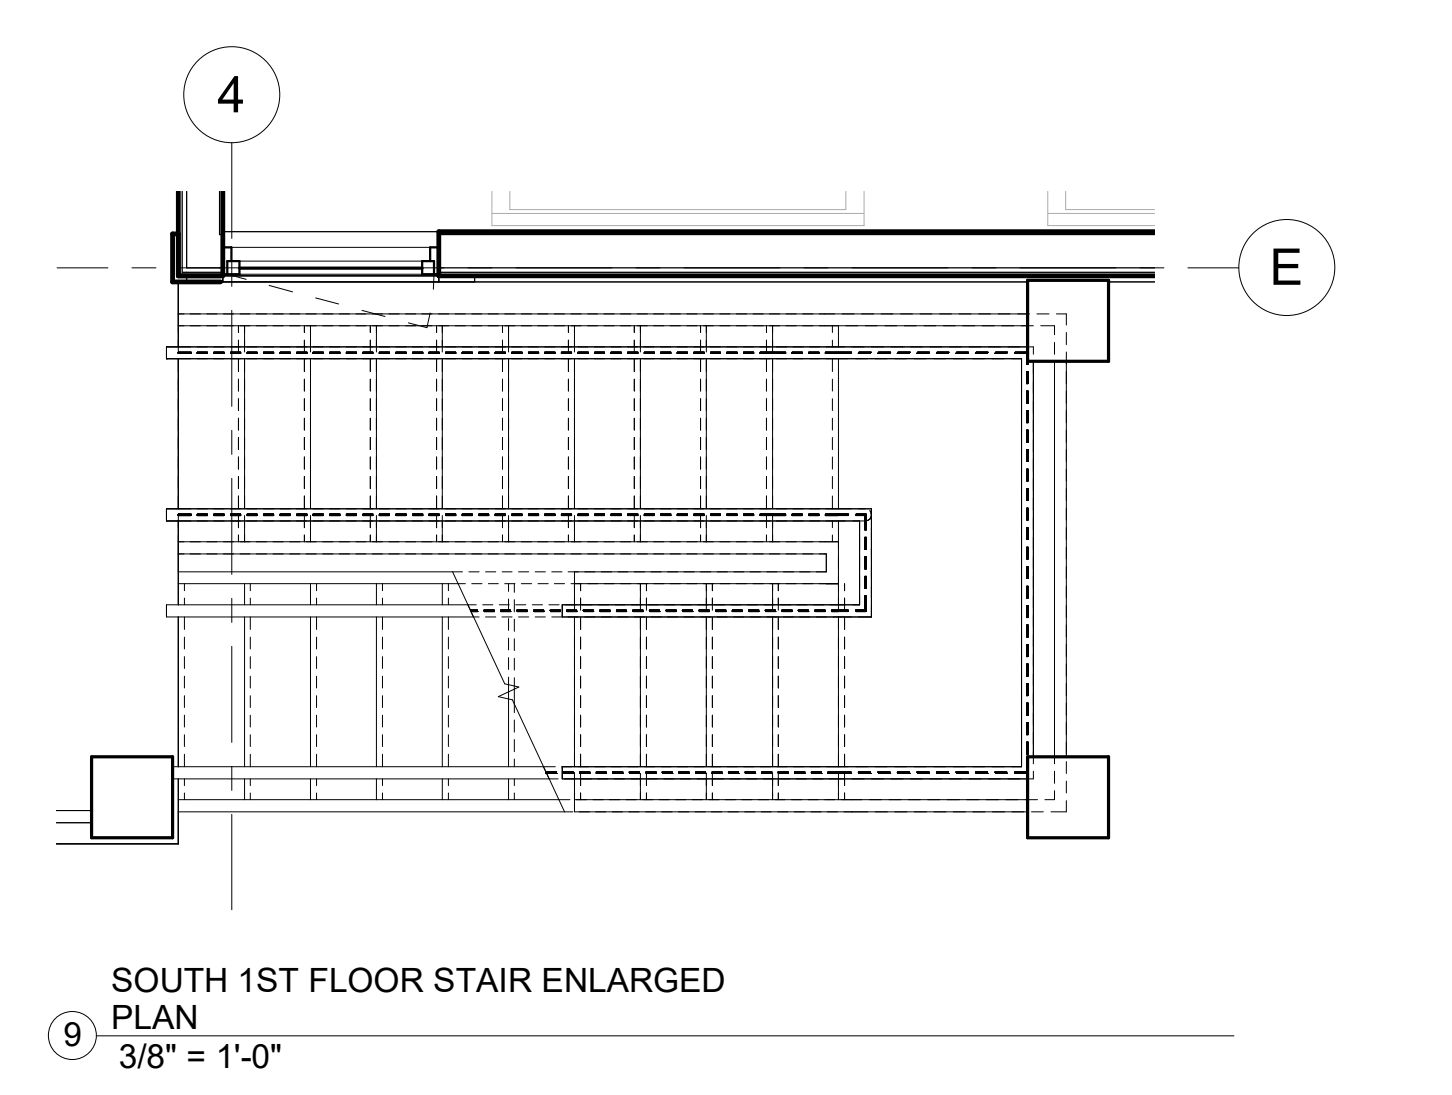 4
E
SOUTH 1ST FLOOR STAIR ENLARGED
PLAN
9
3/8" = 1'-0"